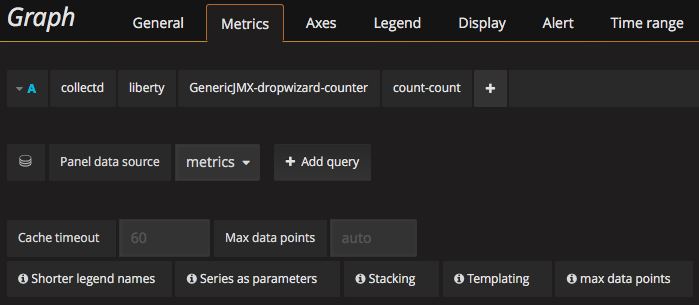 Graph General Metrics Axes Legend Display Alert Time range
A collectd liberty GenericJMX-dropwizard-counter count-count +
Panel data source metrics + Add query
Cache timeout 60 Max data points auto
Shorter legend names Series as parameters Stacking Templating max data points